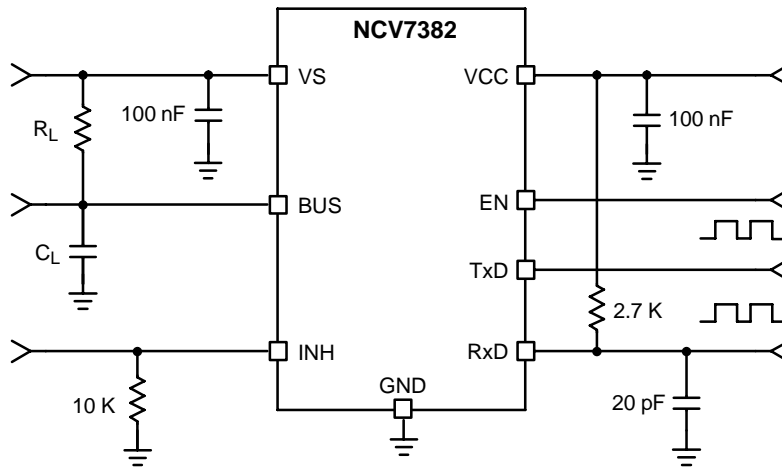 NCV7382
VS
VCC
100 nF
100 nF
RL
BUS
EN
CL
TxD
2.7 K
INH
RxD
GND
10 K
20 pF